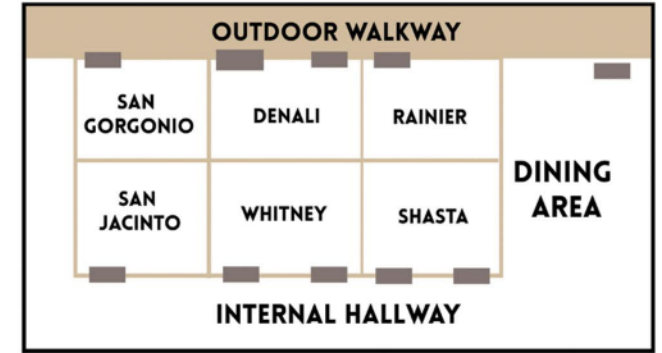 OUTDOOR WALKWAY
SAN
GORGONIO
DENALI
RAINIER
DINING
AREA
SAN
JACINTO
WHITNEY
SHASTA
INTERNAL HALLWAY